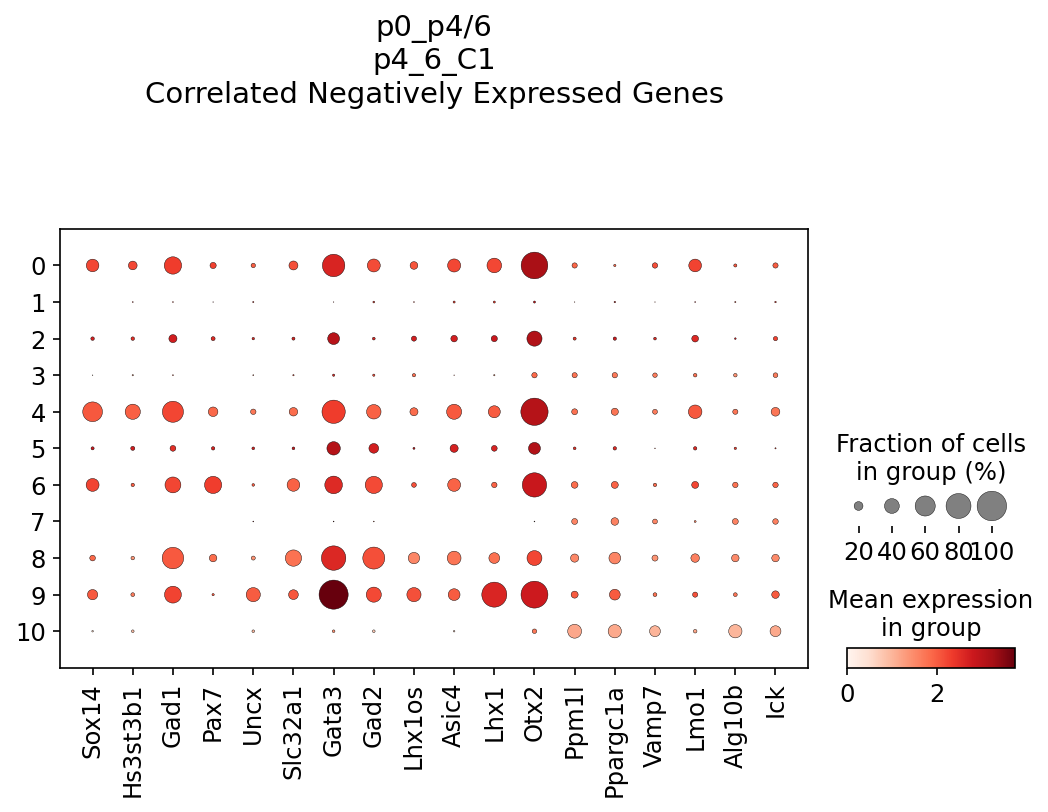 p0_p4/6
p4_6_C1
Correlated Negatively Expressed Genes
0
1
2
3
4
5
6
7
8
9
10
Sox14
Hs3st3b1
Gad1
Pax7
Uncx
Slc32a1
Gata3
Gad2
Lhx1os
Asic4
Lhx1
Otx2
Ppm1l
Ppargc1a
Vamp7
Lmo1
Alg10b
Ick
Fraction of cells
in group (%)
20 40 60 80 100
Mean expression
in group
0 2